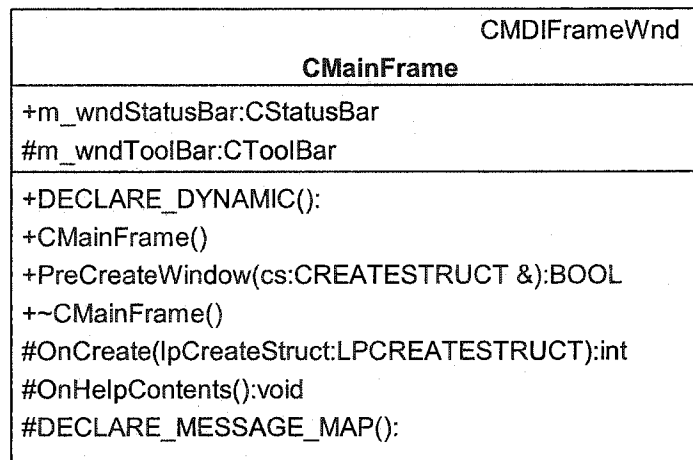 CMDIFrameWnd
CMainFrame
+m_wndStatusBar:CStatusBar
#m_wndToolBar:CToolBar
+DECLARE_DYNAMIC():
+CMainFrame()
+PreCreateWindow(cs:CREATESTRUCT &):BOOL
+~CMainFrame()
#OnCreate(lpCreateStruct:LPCREATESTRUCT):int
#OnHelpContents():void
#DECLARE_MESSAGE_MAP():